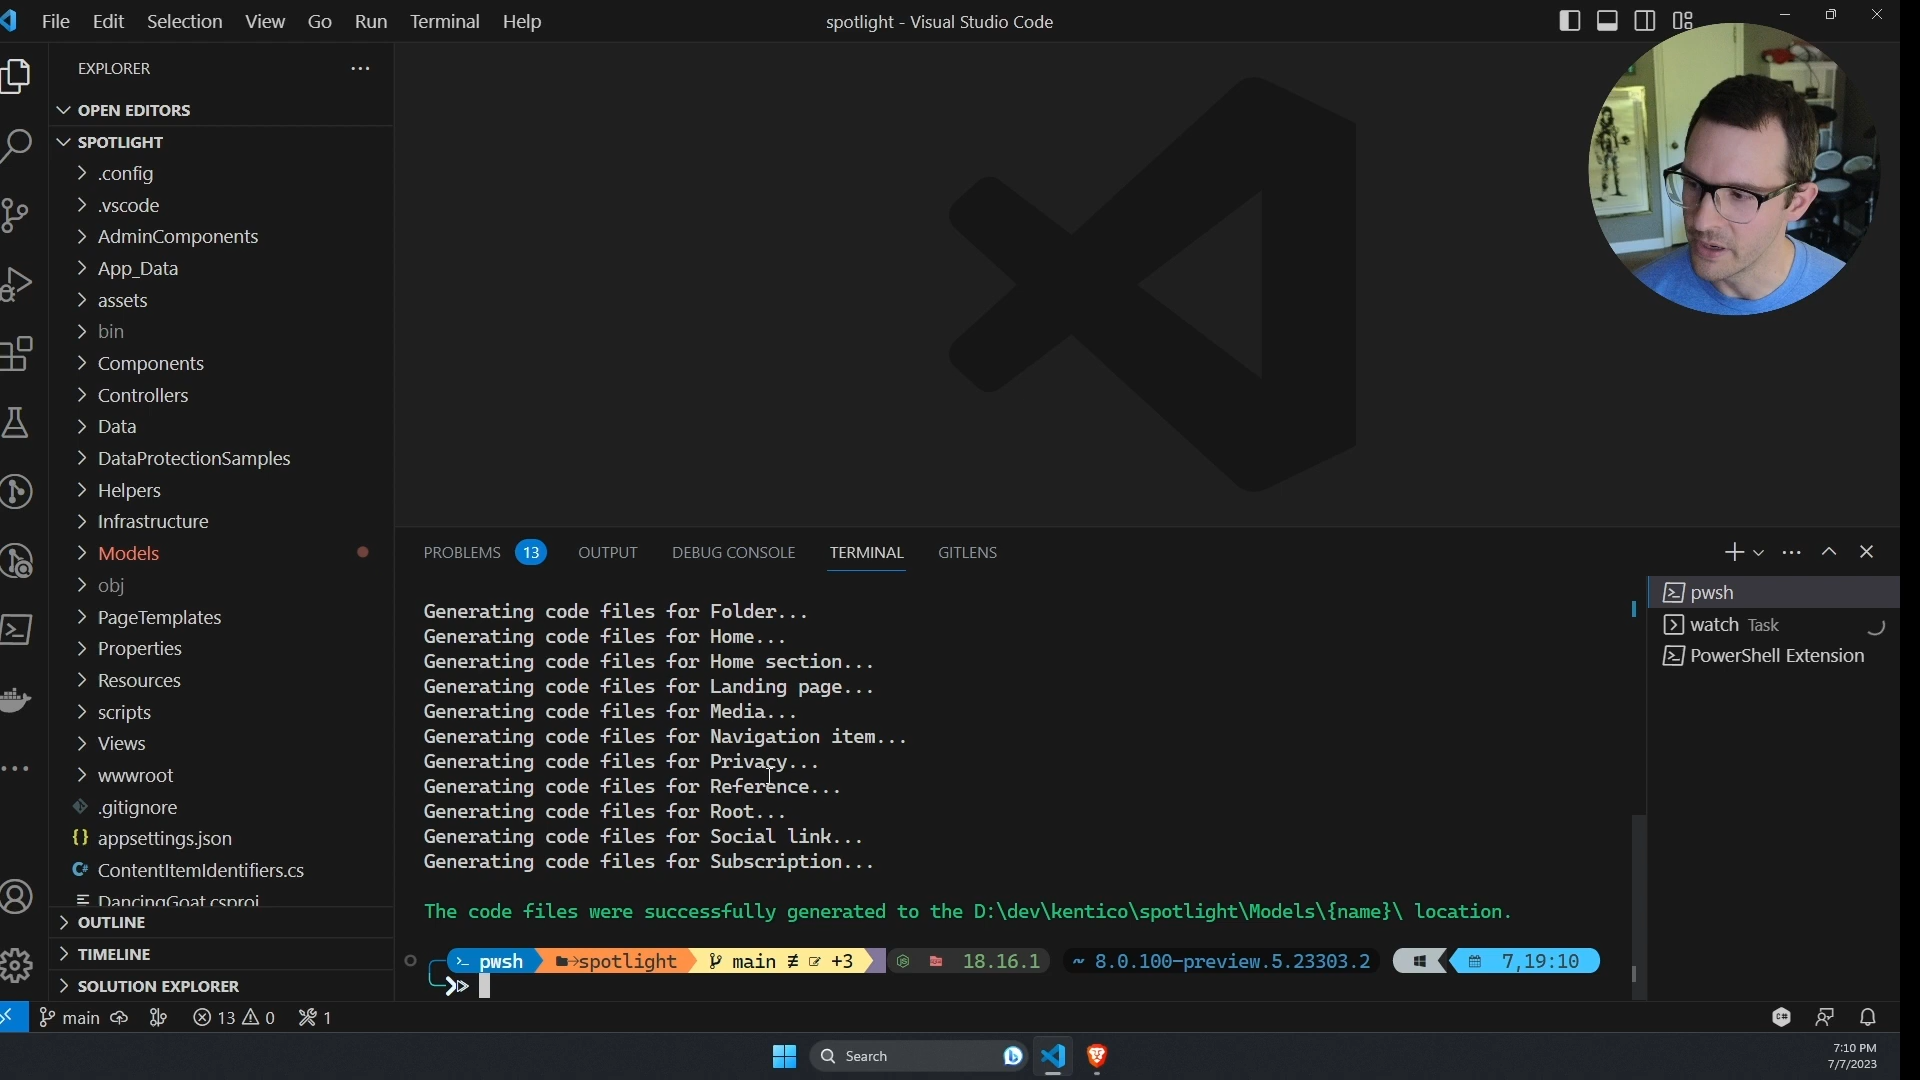 File Edit Selection View Go Run Terminal Help
spotlight - Visual Studio Code
EXPLORER
OPEN EDITORS
SPOTLIGHT
.config
.vscode
AdminComponents
App_Data
assets
bin
Components
Controllers
Data
DataProtectionSamples
Helpers
Infrastructure
Models
obj
PageTemplates
Properties
Resources
scripts
Views
wwwroot
.gitignore
{} appsettings.json
C# ContentItemIdentifiers.cs
DancingGoat.csproj
OUTLINE
TIMELINE
SOLUTION EXPLORER
PROBLEMS 13 OUTPUT DEBUG CONSOLE TERMINAL GITLENS
Generating code files for Folder...
Generating code files for Home...
Generating code files for Home section...
Generating code files for Landing page...
Generating code files for Media...
Generating code files for Navigation item...
Generating code files for Privacy...
Generating code files for Reference...
Generating code files for Root...
Generating code files for Social link...
Generating code files for Subscription...
The code files were successfully generated to the D:\dev\kentico\spotlight\Models\{name}\ location.
pwsh spotlight main ≢ +3 18.16.1 ~ 8.0.100-preview.5.23303.2 7,19:10
pwsh
watch Task
PowerShell Extension
main 13 0 1
Search
7:10 PM
7/7/2023